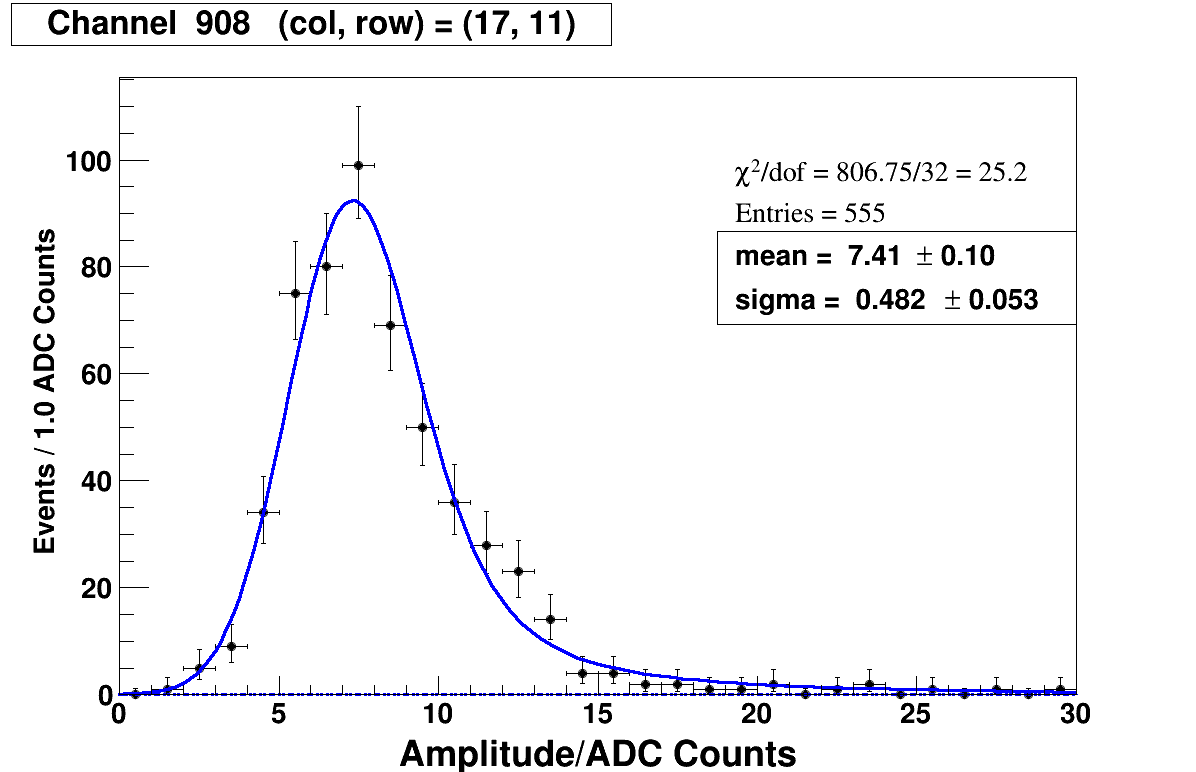 Channel 908 (col, row) = (17, 11)
χ²/dof = 806.75/32 = 25.2
Entries = 555
mean = 7.41 ± 0.10
sigma = 0.482 ± 0.053
Events / 1.0 ADC Counts
100
80
60
40
20
0
0 5 10 15 20 25 30
Amplitude/ADC Counts